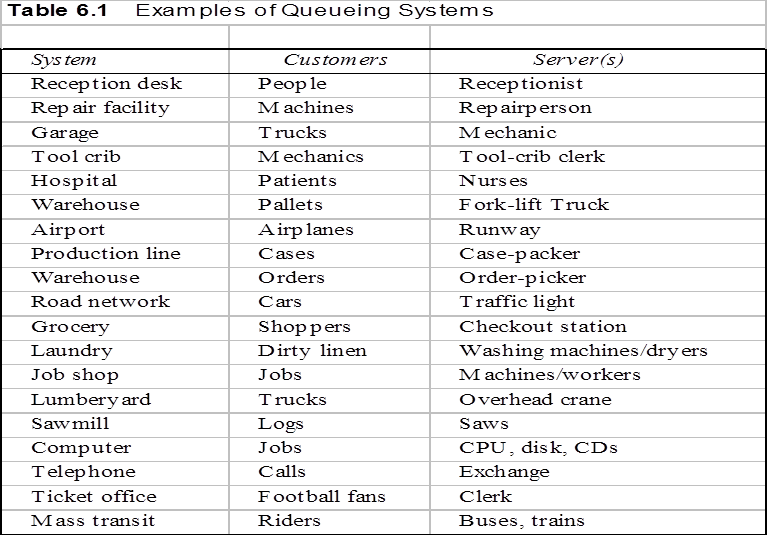 Table 6.1 Examples of Queueing Systems
System Customers Server(s)
Reception desk People Receptionist
Repair facility Machines Repairperson
Garage Trucks Mechanic
Tool crib Mechanics Tool-crib clerk
Hospital Patients Nurses
Warehouse Pallets Fork-lift Truck
Airport Airplanes Runway
Production line Cases Case-packer
Warehouse Orders Order-picker
Road network Cars Traffic light
Grocery Shoppers Checkout station
Laundry Dirty linen Washing machines/dryers
Job shop Jobs Machines/workers
Lumberyard Trucks Overhead crane
Sawmill Logs Saws
Computer Jobs CPU, disk, CDs
Telephone Calls Exchange
Ticket office Football fans Clerk
Mass transit Riders Buses, trains